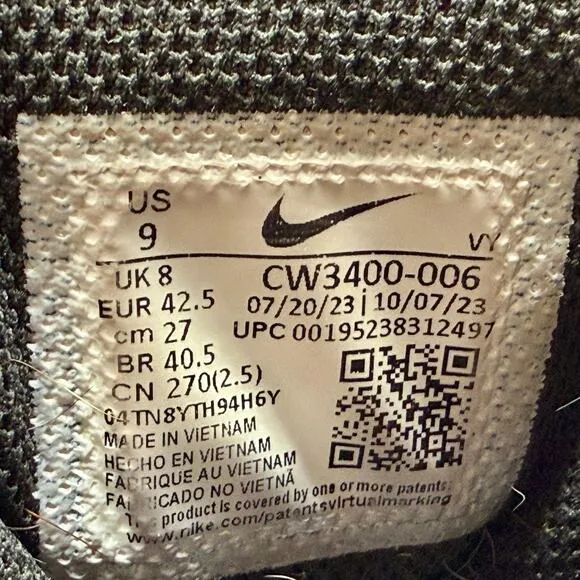 US
9
VY
UK 8
CW3400-006
EUR 42.5
07/20/23 | 10/07/23
cm 27
UPC 00195238312497
BR 40.5
CN 270(2.5)
04TN8YTH94H6Y
MADE IN VIETNAM
HECHO EN VIETNAM
FABRIQUE AU VIETNAM
FABRICADO NO VIETNÃ
product is covered by one or more patents:
www.nike.com/patentsvirtualmarking